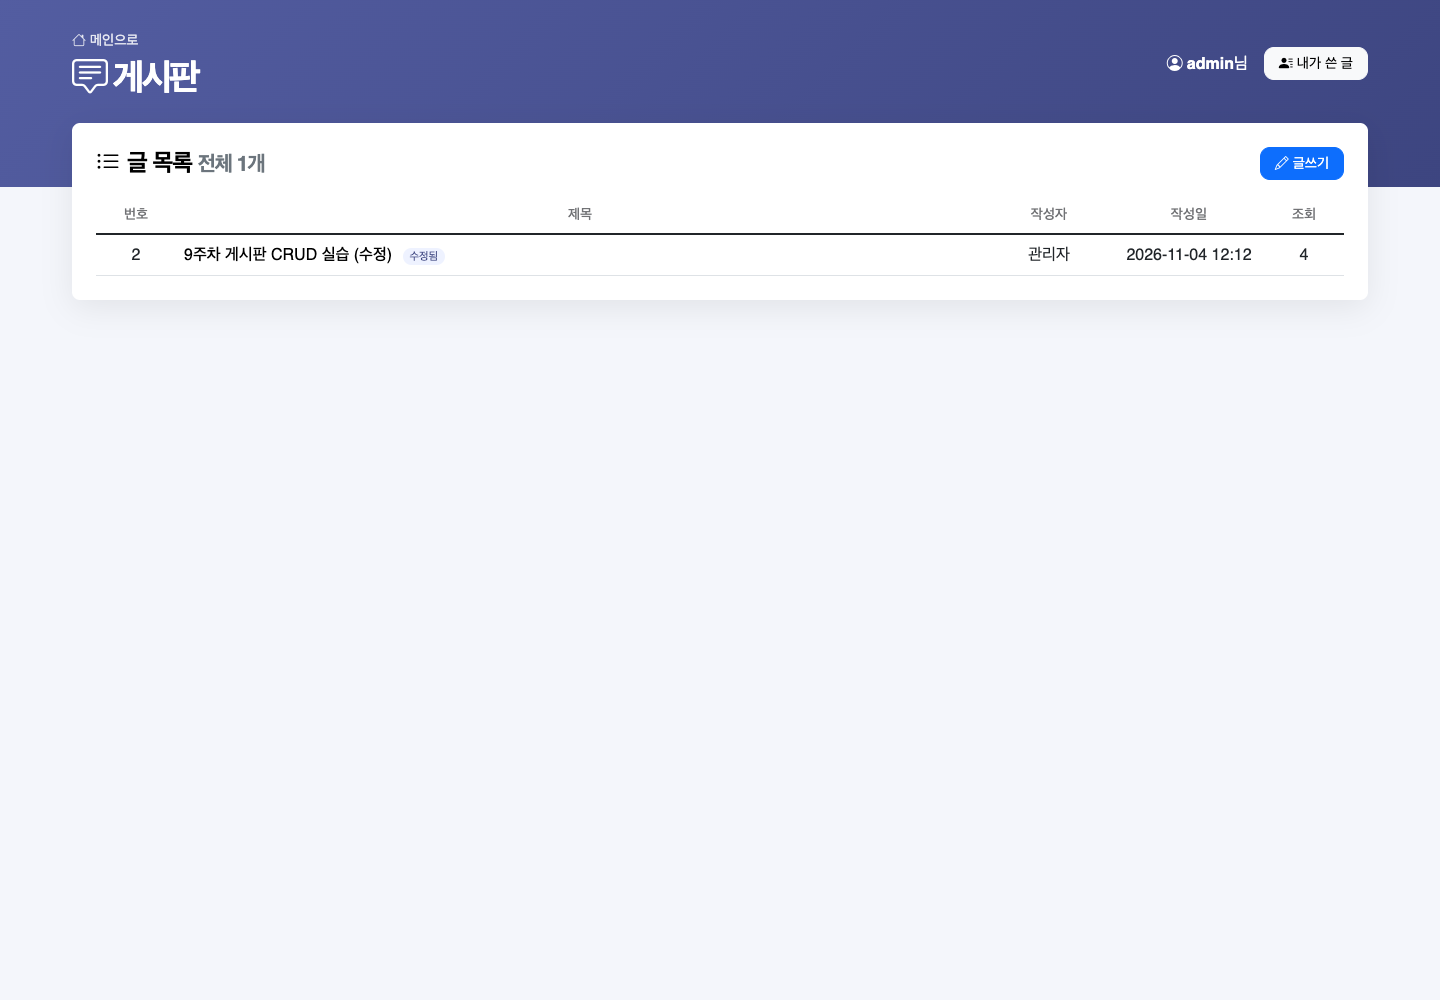 메인으로
게시판
admin님
내가 쓴 글
글 목록 전체 1개
글쓰기
번호 제목 작성자 작성일 조회
2 9주차 게시판 CRUD 실습 (수정) 수정됨 관리자 2026-11-04 12:12 4